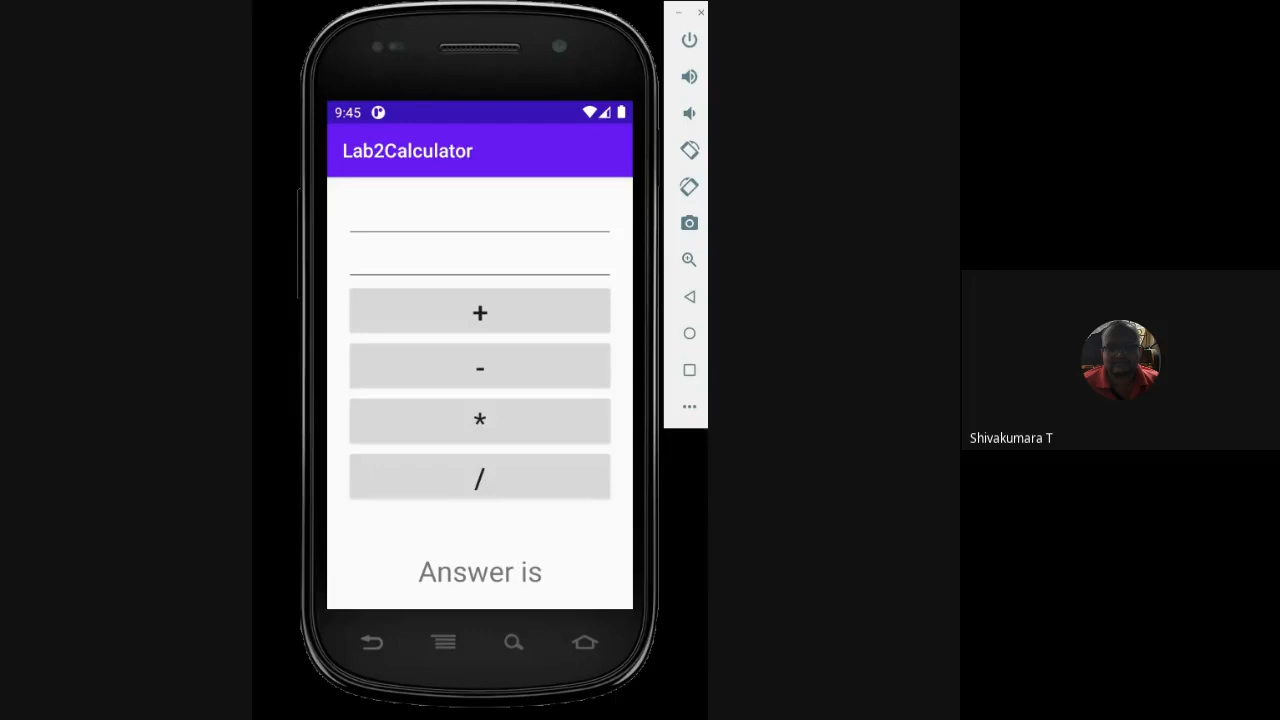 9:45
Lab2Calculator
+
-
*
/
Answer is
Shivakumara T